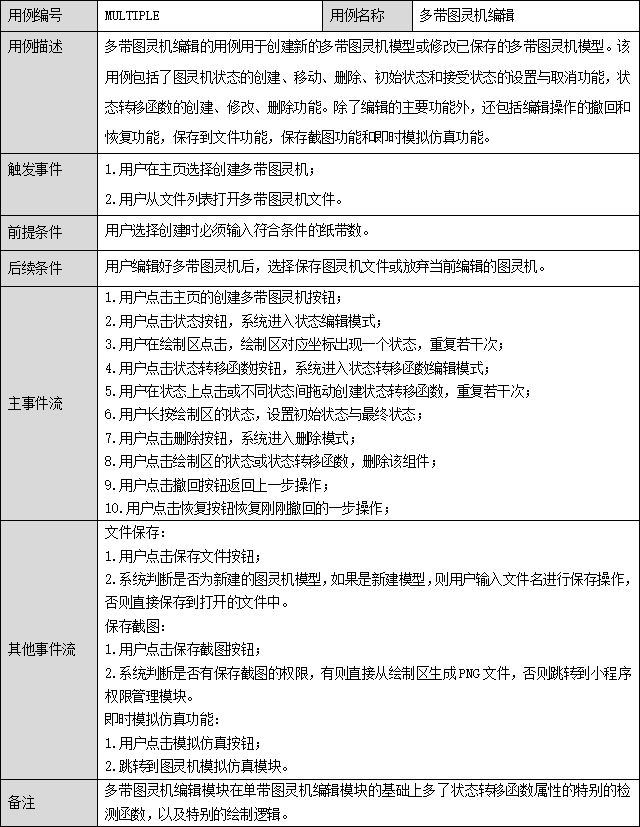 用例编号 MULTIPLE 用例名称 多带图灵机编辑
用例描述
多带图灵机编辑的用例用于创建新的多带图灵机模型或修改已保存的多带图灵机模型。该
用例包括了图灵机状态的创建、移动、删除、初始状态和接受状态的设置与取消功能，状
态转移函数的创建、修改、删除功能。除了编辑的主要功能外，还包括编辑操作的撤回和
恢复功能，保存到文件功能，保存截图功能和即时模拟仿真功能。
触发事件
1.用户在主页选择创建多带图灵机；
2.用户从文件列表打开多带图灵机文件。
前提条件
用户选择创建时必须输入符合条件的纸带数。
后续条件
用户编辑好多带图灵机后，选择保存图灵机文件或放弃当前编辑的图灵机。
主事件流
1.用户点击主页的创建多带图灵机按钮；
2.用户点击状态按钮，系统进入状态编辑模式；
3.用户在绘制区点击，绘制区对应坐标出现一个状态，重复若干次；
4.用户点击状态转移函数按钮，系统进入状态转移函数编辑模式；
5.用户在状态上点击或不同状态间拖动创建状态转移函数，重复若干次；
6.用户长按绘制区的状态，设置初始状态与最终状态；
7.用户点击删除按钮，系统进入删除模式；
8.用户点击绘制区的状态或状态转移函数，删除该组件；
9.用户点击撤回按钮返回上一步操作；
10.用户点击恢复按钮恢复刚刚撤回的一步操作；
其他事件流
文件保存：
1.用户点击保存文件按钮；
2.系统判断是否为新建的图灵机模型，如果是新建模型，则用户输入文件名进行保存操作，
否则直接保存到打开的文件中。
保存截图：
1.用户点击保存截图按钮；
2.系统判断是否有保存截图的权限，有则直接从绘制区生成PNG文件，否则跳转到小程序
权限管理模块。
即时模拟仿真功能：
1.用户点击模拟仿真按钮；
2.跳转到图灵机模拟仿真模块。
备注
多带图灵机编辑模块在单带图灵机编辑模块的基础上多了状态转移函数属性的特别的检
测函数，以及特别的绘制逻辑。